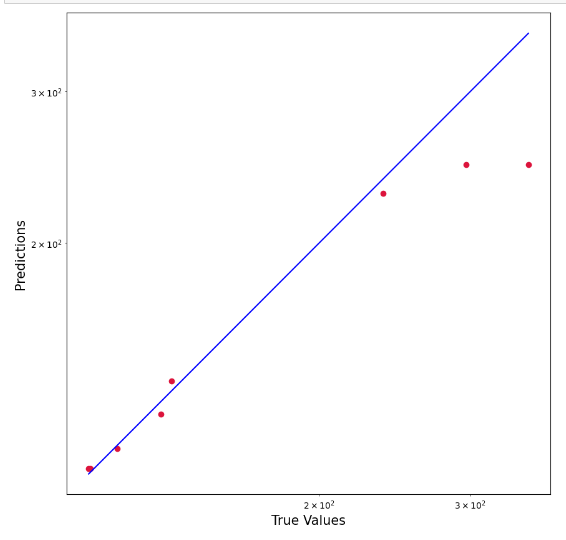 3 × 10²
2 × 10²
Predictions
2 × 10²
3 × 10²
True Values